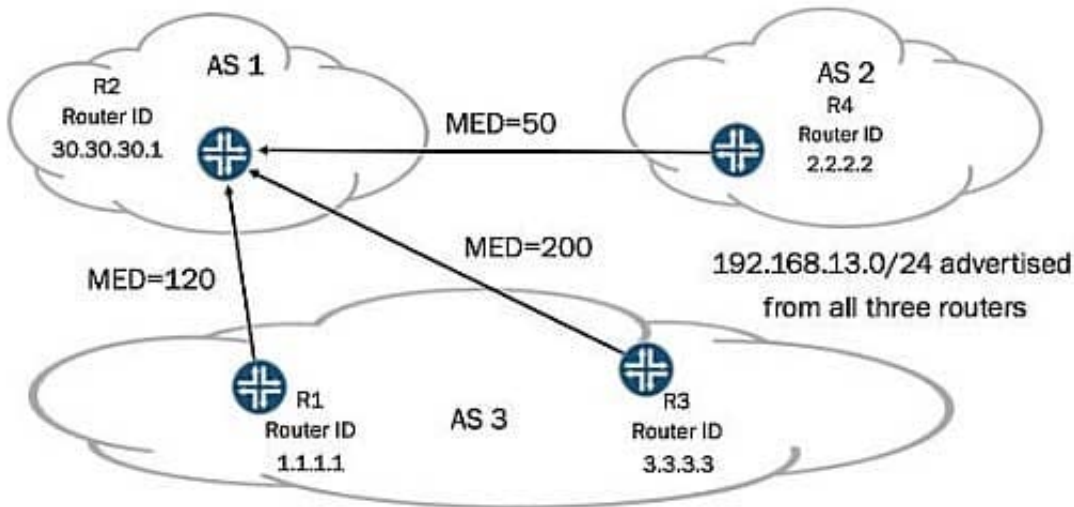 AS 1
R2
Router ID
30.30.30.1
MED=50
AS 2
R4
Router ID
2.2.2.2
MED=120
MED=200
192.168.13.0/24 advertised
from all three routers
R1
Router ID
1.1.1.1
AS 3
R3
Router ID
3.3.3.3